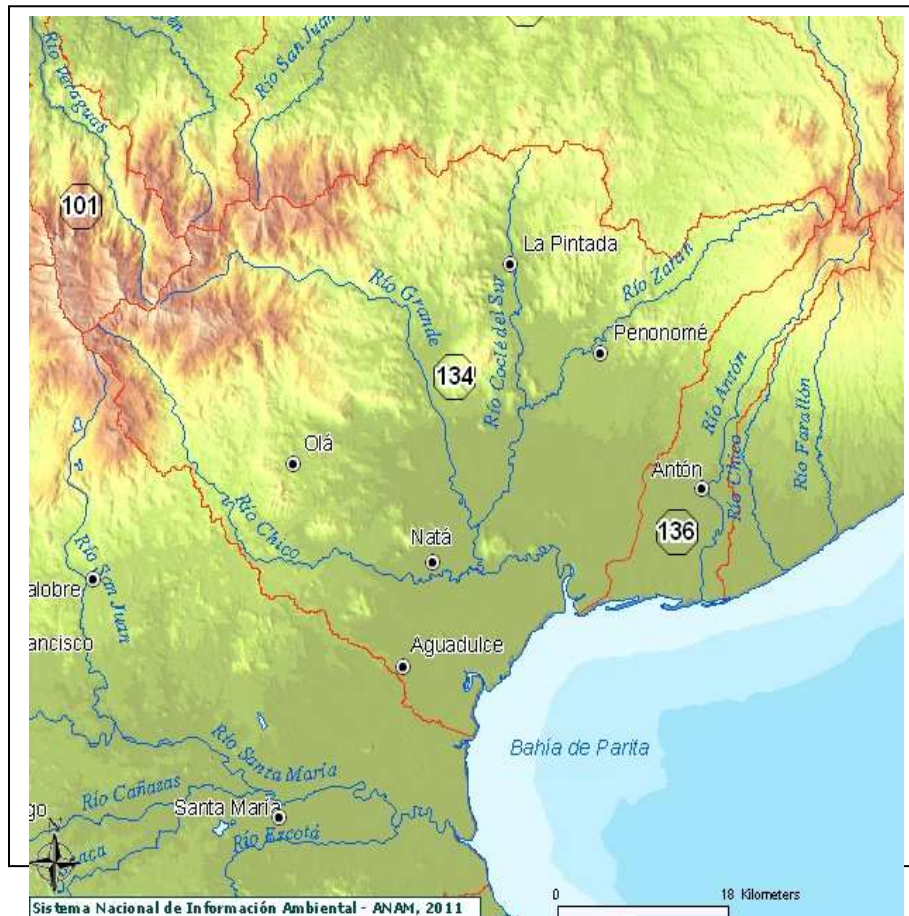 Río San Juan
Río Veraguas
101
La Pintada
Río Zaratí
Río Grande
Río Coclé del Sur
Penonomé
134
Río Antón
Río Chico
Río Farallón
Olá
Antón
Río Chico
136
Natá
Río San Juan
alobre
ancisco
Aguadulce
Bahía de Parita
Río Santa María
Río Cañazas
Santa María
go
Río Escotá
N
aca
0 18 Kilometers
Sistema Nacional de Información Ambiental - ANAM, 2011